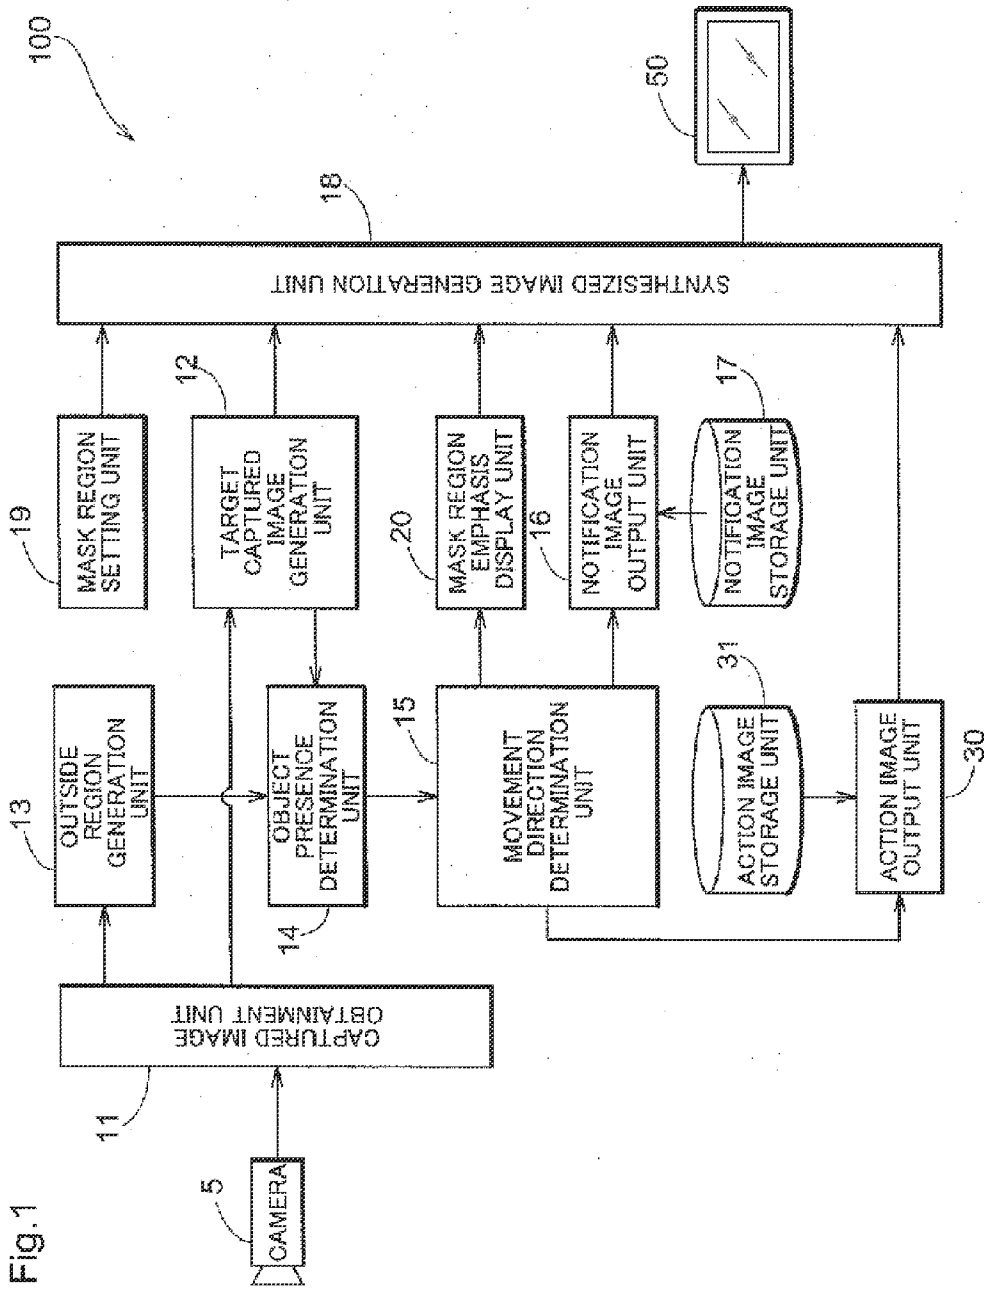 Fig.1
100
5
CAMERA
11
CAPTURED IMAGE
OBTAINMENT UNIT
13
OUTSIDE
REGION
GENERATION
UNIT
14
OBJECT
PRESENCE
DETERMINATION
UNIT
15
MOVEMENT
DIRECTION
DETERMINATION
UNIT
31
ACTION IMAGE
STORAGE UNIT
30
ACTION IMAGE
OUTPUT UNIT
19
MASK REGION
SETTING UNIT
12
TARGET
CAPTURED
IMAGE
GENERATION
UNIT
20
MASK REGION
EMPHASIS
DISPLAY UNIT
16
NOTIFICATION
IMAGE
OUTPUT UNIT
17
NOTIFICATION
IMAGE
STORAGE UNIT
18
SYNTHESIZED IMAGE GENERATION UNIT
50